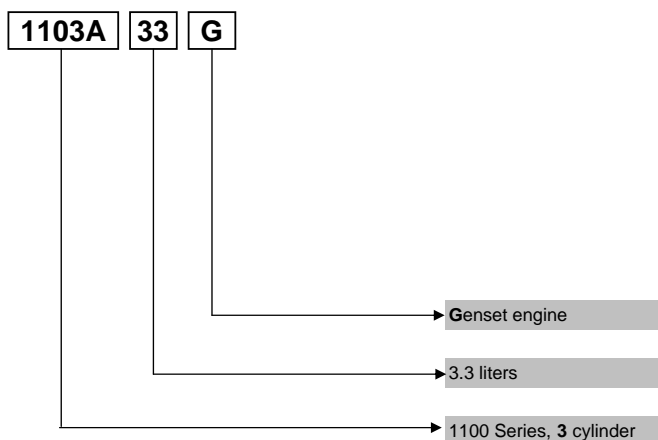 1103A 33 G
Genset engine
3.3 liters
1100 Series, 3 cylinder